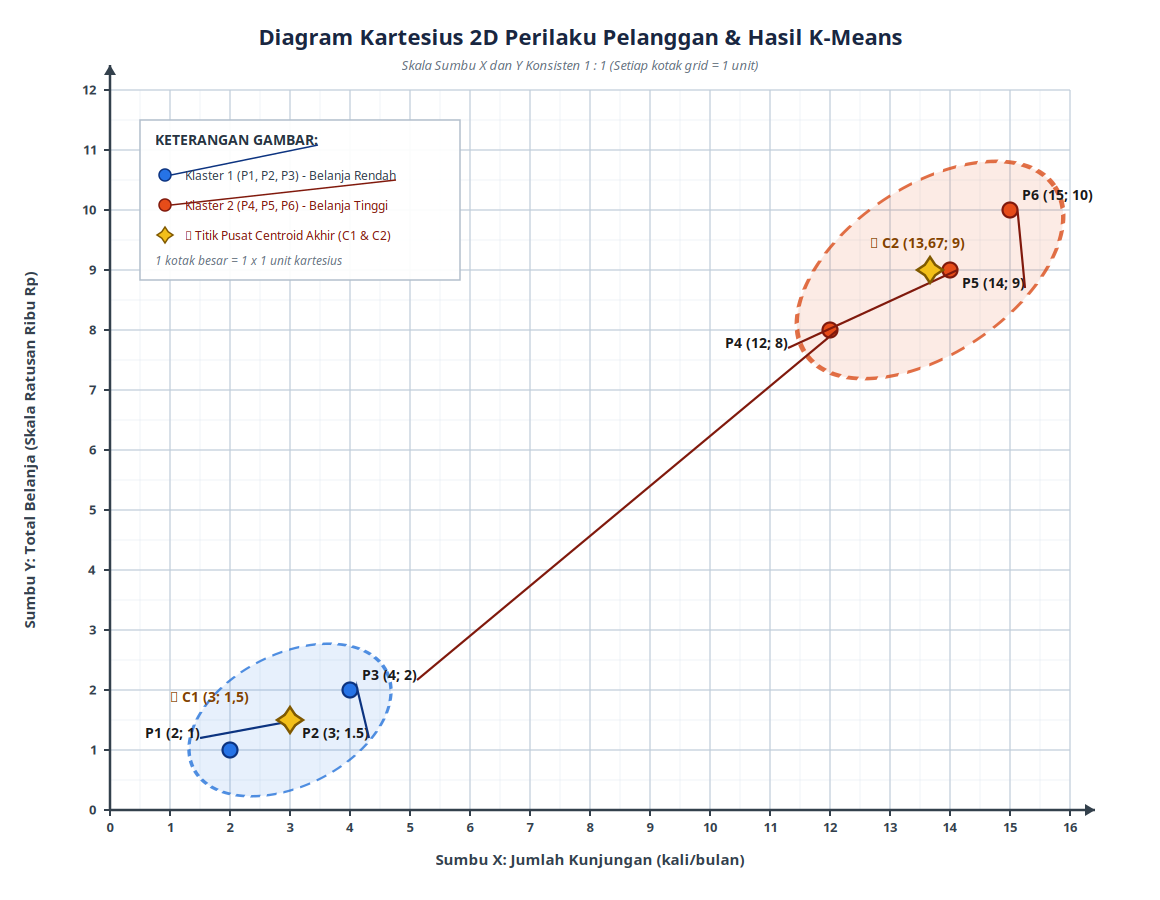 Diagram Kartesius 2D Perilaku Pelanggan & Hasil K-Means
Skala Sumbu X dan Y Konsisten 1 : 1 (Setiap kotak grid = 1 unit)
KETERANGAN GAMBAR:
Klaster 1 (P1, P2, P3) - Belanja Rendah
Klaster 2 (P4, P5, P6) - Belanja Tinggi
Titik Pusat Centroid Akhir (C1 & C2)
1 kotak besar = 1 x 1 unit kartesius
12
11
10
9
8
7
6
5
4
3
2
1
0
Sumbu Y: Total Belanja (Skala Ratusan Ribu Rp)
P6 (15; 10)
C2 (13,67; 9)
P5 (14; 9)
P4 (12; 8)
P3 (4; 2)
C1 (3; 1,5)
P1 (2; 1)
P2 (3; 1.5)
0 1 2 3 4 5 6 7 8 9 10 11 12 13 14 15 16
Sumbu X: Jumlah Kunjungan (kali/bulan)